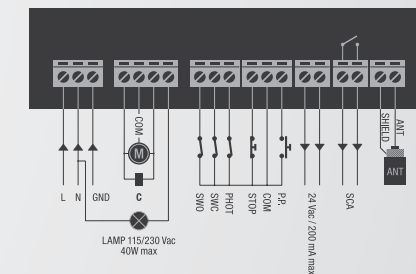 COM
M
C
L
N
GND
LAMP 115/230 Vac
40W max
SWO
SWC
PHOT
STOP
COM
P.P.
24 Vac / 200 mA max
SCA
SHIELD
ANT
ANT